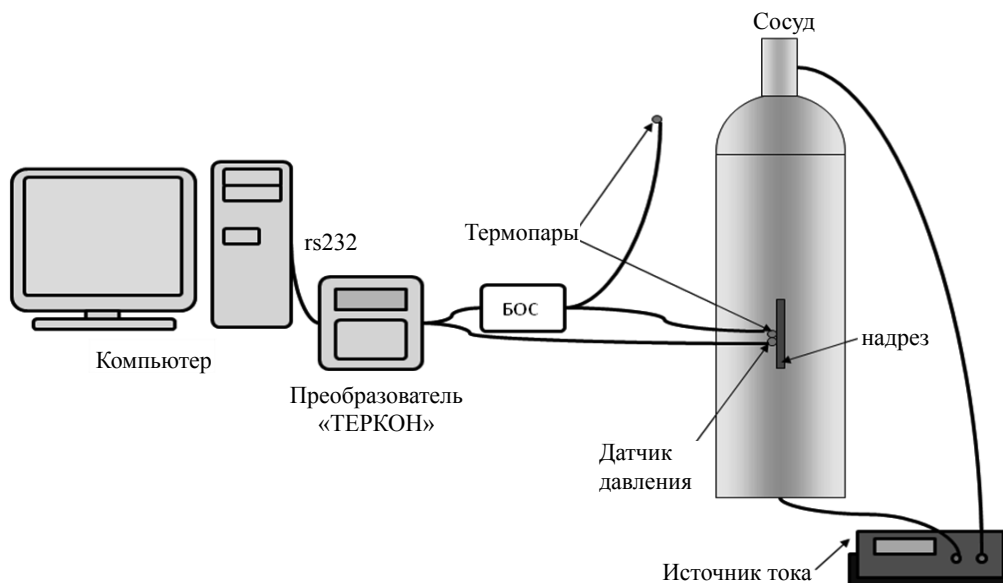 Сосуд
Термопары
rs232
БОС
надрез
Компьютер
Преобразователь
«ТЕРКОН»
Датчик
давления
Источник тока